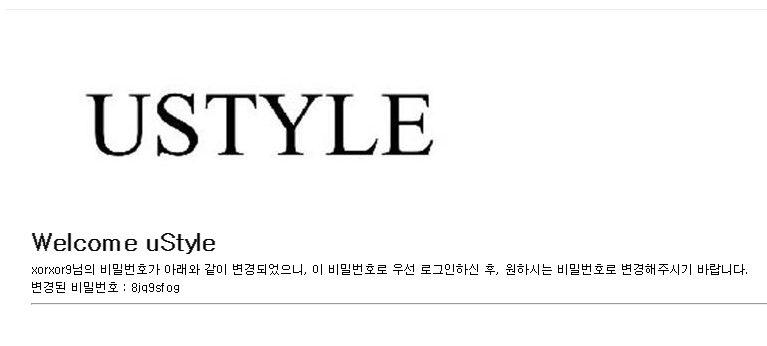 USTYLE
Welcome uStyle
xorxor9님의 비밀번호가 아래와 같이 변경되었으니, 이 비밀번호로 우선 로그인하신 후, 원하시는 비밀번호로 변경해주시기 바랍니다.
변경된 비밀번호 : 8jq9sfog